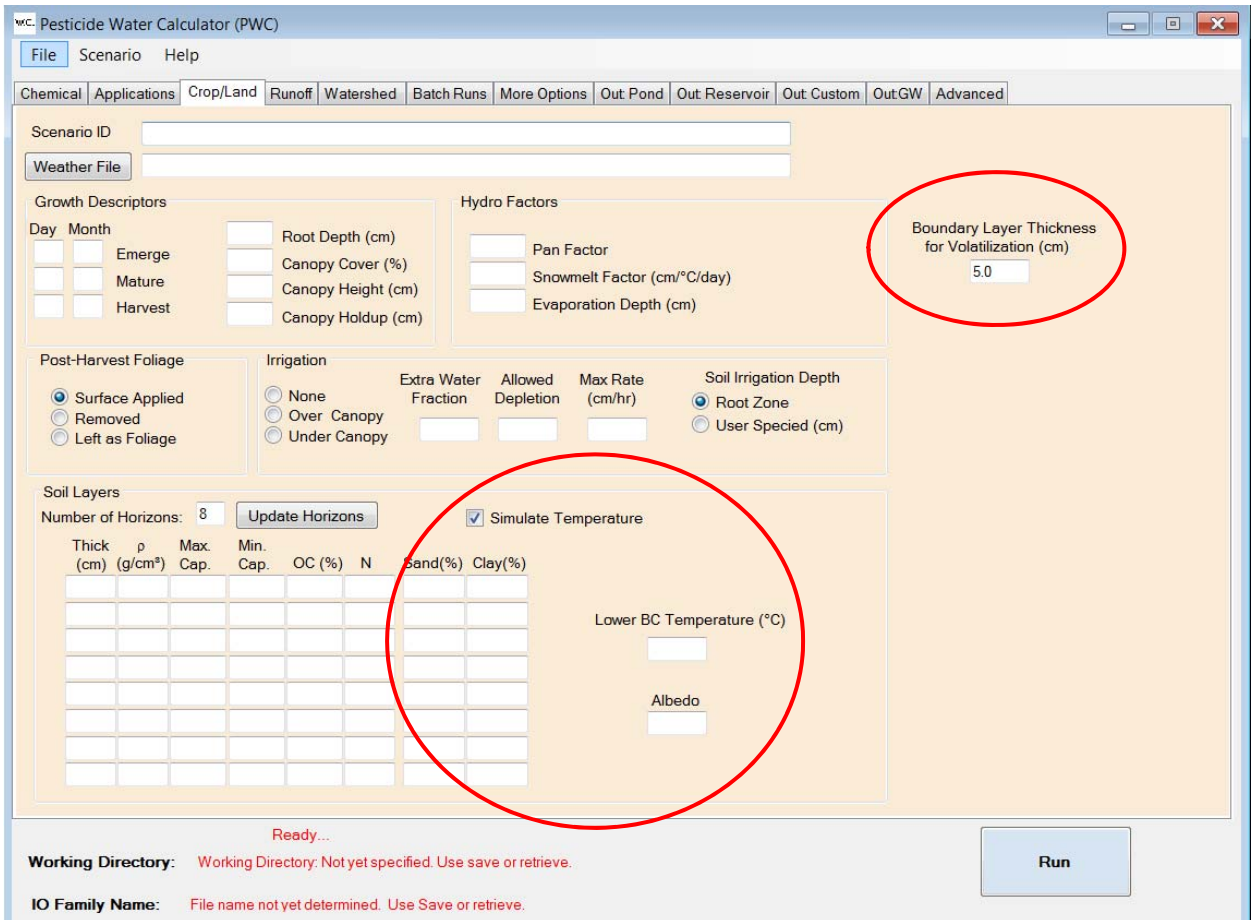 W.C. Pesticide Water Calculator (PWC)
File Scenario Help
Chemical Applications Crop/Land Runoff Watershed Batch Runs More Options Out: Pond Out: Reservoir Out: Custom Out:GW Advanced
Scenario ID
Weather File
Growth Descriptors
Day Month
Emerge
Mature
Harvest
Root Depth (cm)
Canopy Cover (%)
Canopy Height (cm)
Canopy Holdup (cm)
Hydro Factors
Pan Factor
Snowmelt Factor (cm/°C/day)
Evaporation Depth (cm)
Boundary Layer Thickness
for Volatilization (cm)
5.0
Post-Harvest Foliage
Surface Applied
Removed
Left as Foliage
Irrigation
None
Over Canopy
Under Canopy
Extra Water
Fraction
Allowed
Depletion
Max Rate
(cm/hr)
Soil Irrigation Depth
Root Zone
User Specied (cm)
Soil Layers
Number of Horizons: 8 Update Horizons
Simulate Temperature
Thick ρ Max. Min.
(cm) (g/cm³) Cap. Cap. OC (%) N Sand(%) Clay(%)
Lower BC Temperature (°C)
Albedo
Ready...
Working Directory: Working Directory: Not yet specified. Use save or retrieve.
Run
IO Family Name: File name not yet determined. Use Save or retrieve.